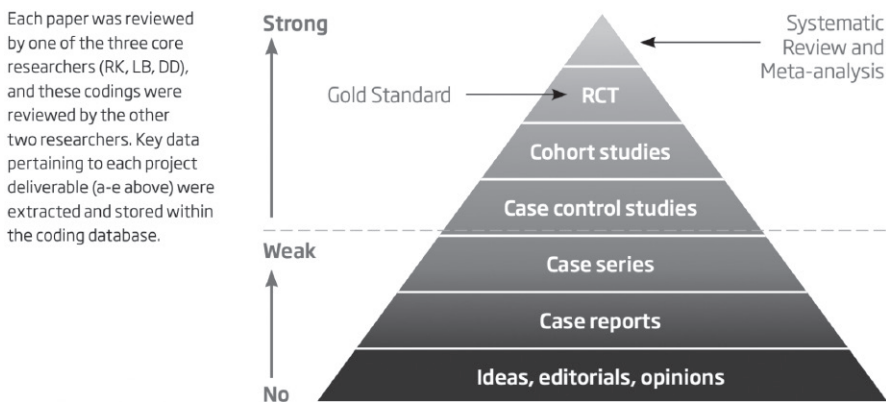 Each paper was reviewed
by one of the three core
researchers (RK, LB, DD),
and these codings were
reviewed by the other
two researchers. Key data
pertaining to each project
deliverable (a-e above) were
extracted and stored within
the coding database.
Strong
Systematic
Review and
Meta-analysis
Gold Standard
RCT
Cohort studies
Case control studies
Weak
Case series
Case reports
Ideas, editorials, opinions
No